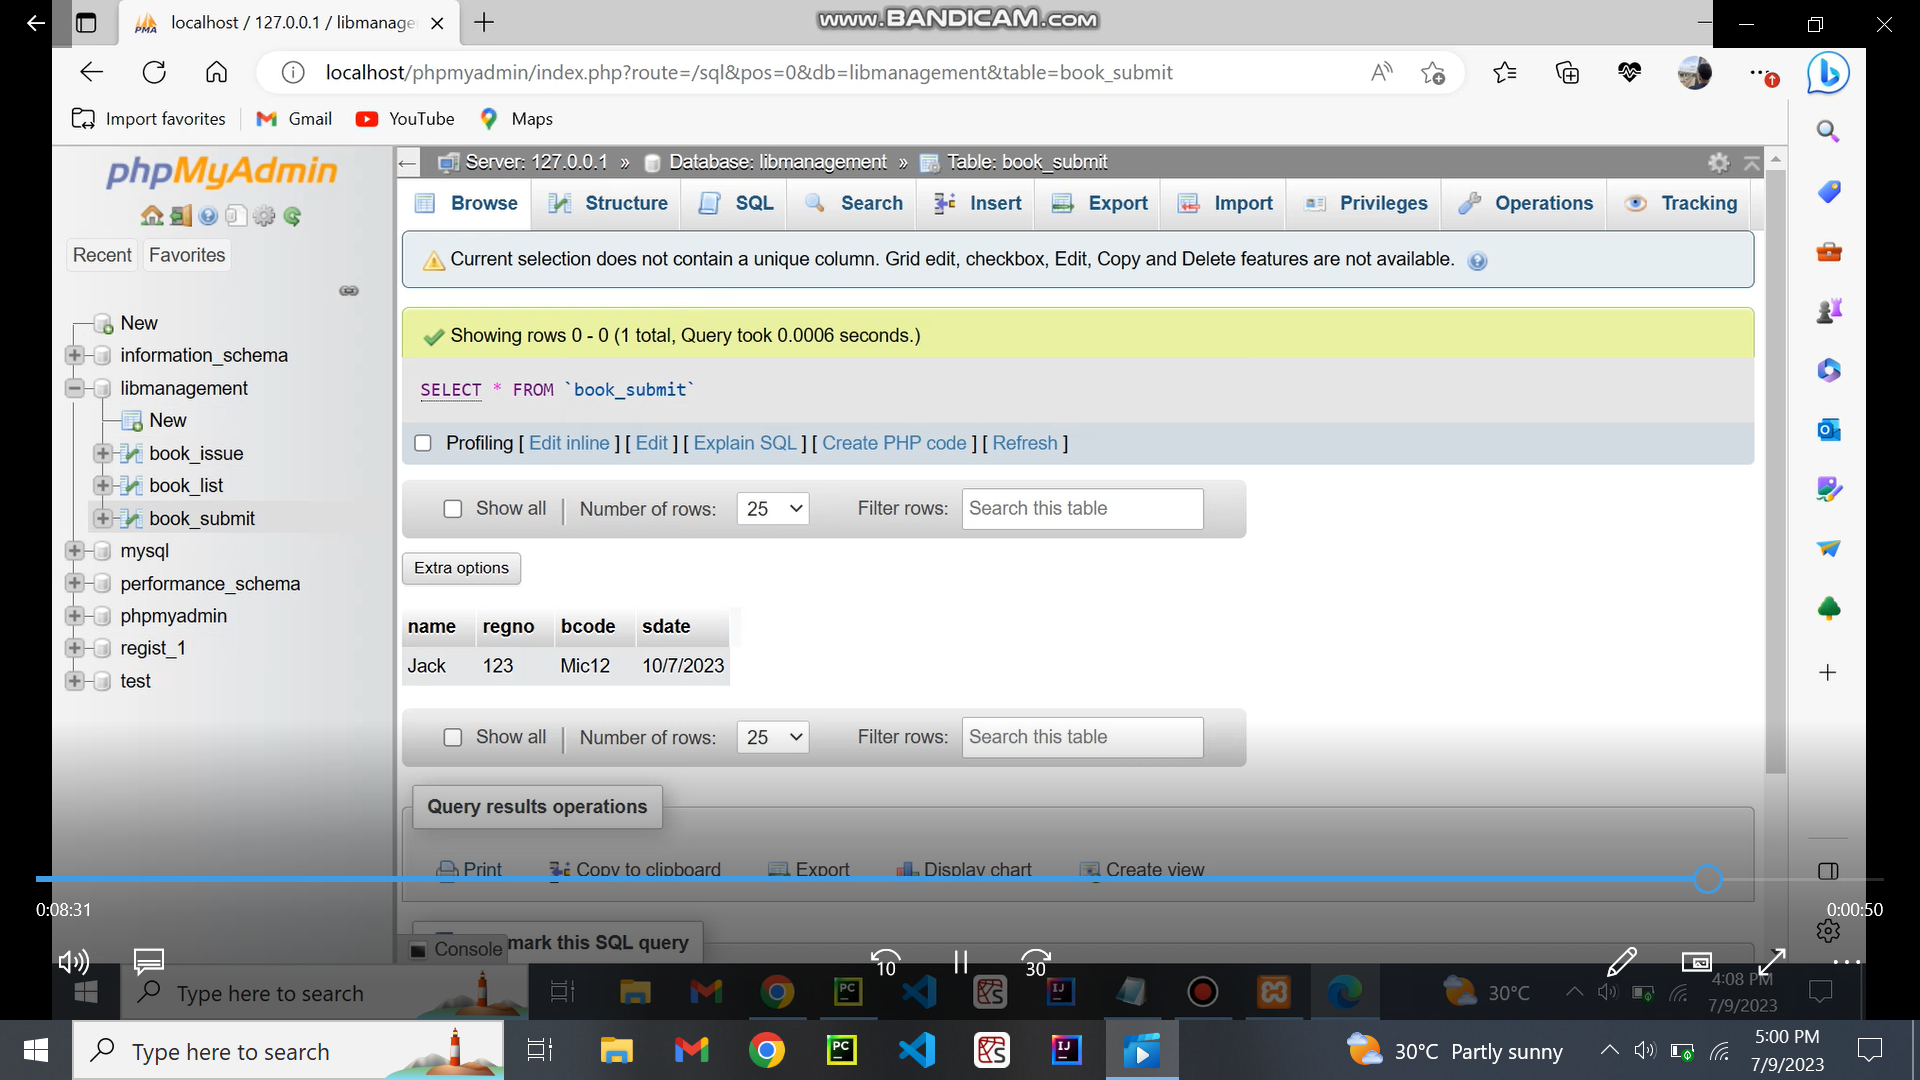 localhost / 127.0.0.1 / libmanage
www.BANDICAM.com
localhost/phpmyadmin/index.php?route=/sql&pos=0&db=libmanagement&table=book_submit
Import favorites
Gmail
YouTube
Maps
phpMyAdmin
Recent
Favorites
New
information_schema
libmanagement
New
book_issue
book_list
book_submit
mysql
performance_schema
phpmyadmin
regist_1
test
Server: 127.0.0.1 » Database: libmanagement » Table: book_submit
Browse
Structure
SQL
Search
Insert
Export
Import
Privileges
Operations
Tracking
Current selection does not contain a unique column. Grid edit, checkbox, Edit, Copy and Delete features are not available.
Showing rows 0 - 0 (1 total, Query took 0.0006 seconds.)
SELECT * FROM `book_submit`
Profiling [ Edit inline ] [ Edit ] [ Explain SQL ] [ Create PHP code ] [ Refresh ]
Show all
Number of rows: 25
Filter rows: Search this table
Extra options
name regno bcode sdate
Jack 123 Mic12 10/7/2023
Show all
Number of rows: 25
Filter rows: Search this table
Query results operations
Print
Copy to clipboard
Export
Display chart
Create view
0:08:31
0:00:50
Console
mark this SQL query
10
30
Type here to search
PC
IJ
30°C
4:08 PM
7/9/2023
Type here to search
PC
IJ
30°C Partly sunny
5:00 PM
7/9/2023